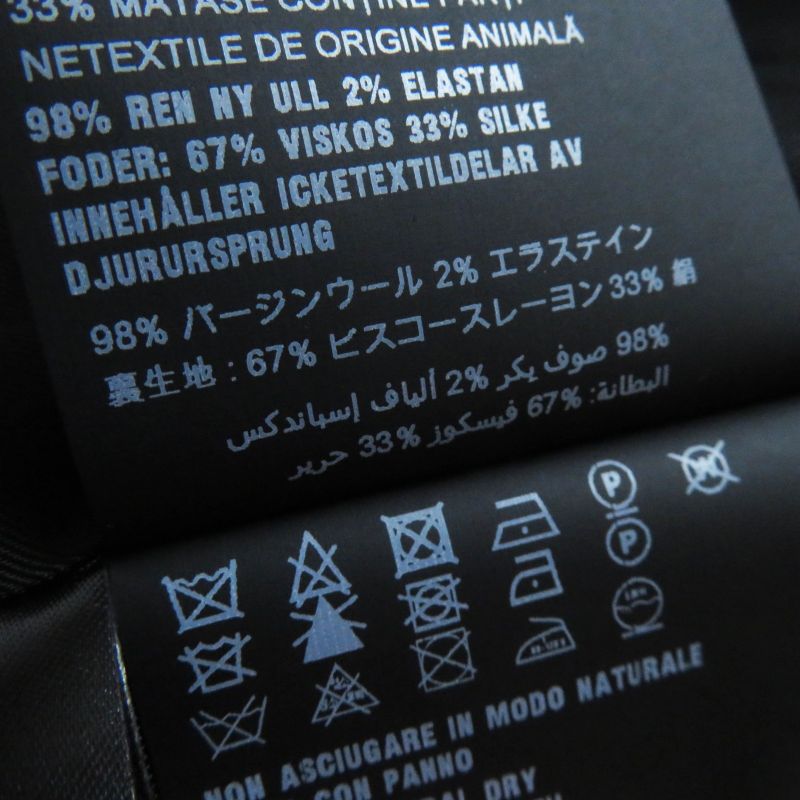 33% MATASE CONȚINE PĂRȚI
NETEXTILE DE ORIGINE ANIMALĂ
98% REN NY ULL 2% ELASTAN
FODER: 67% VISKOS 33% SILKE
INNEHÅLLER ICKETEXTILDELAR AV
DJURURSPRUNG
98% バージンウール 2% エラステイン
裏生地 : 67% ビスコースレーヨン 33% 絹
98% صوف بكر 2% ألياف إسباندكس
البطانة: 67% فيسكوز 33% حرير
P
P
NON ASCIUGARE IN MODO NATURALE
CON PANNO
DRY